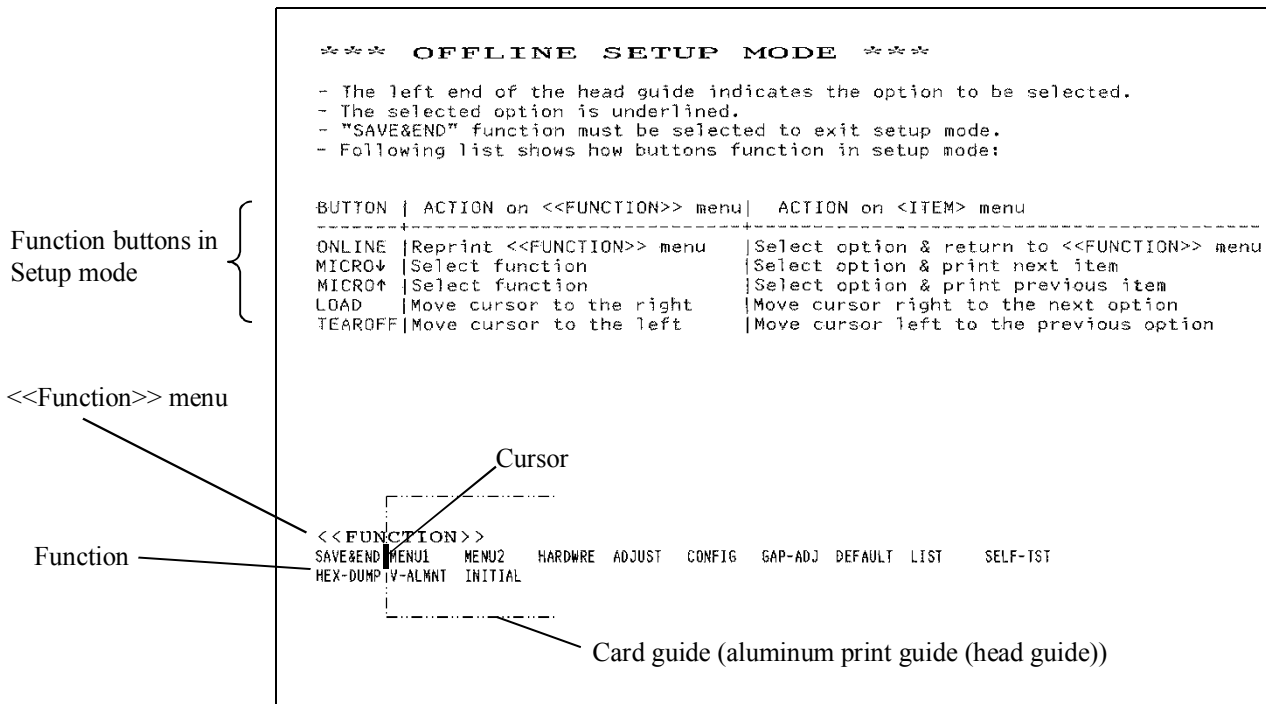 *** OFFLINE SETUP MODE ***
- The left end of the head guide indicates the option to be selected.
- The selected option is underlined.
- "SAVE&END" function must be selected to exit setup mode.
- Following list shows how buttons function in setup mode:
Function buttons in
Setup mode
BUTTON | ACTION on <<FUNCTION>> menu| ACTION on <ITEM> menu
ONLINE |Reprint <<FUNCTION>> menu |Select option & return to <<FUNCTION>> menu
MICRO↓ |Select function |Select option & print next item
MICRO↑ |Select function |Select option & print previous item
LOAD |Move cursor to the right |Move cursor right to the next option
TEAROFF|Move cursor to the left |Move cursor left to the previous option
<<Function>> menu
Cursor
<<FUNCTION>>
Function
SAVE&END MENU1 MENU2 HARDWRE ADJUST CONFIG GAP-ADJ DEFAULT LIST SELF-TST
HEX-DUMP V-ALMNT INITIAL
Card guide (aluminum print guide (head guide))